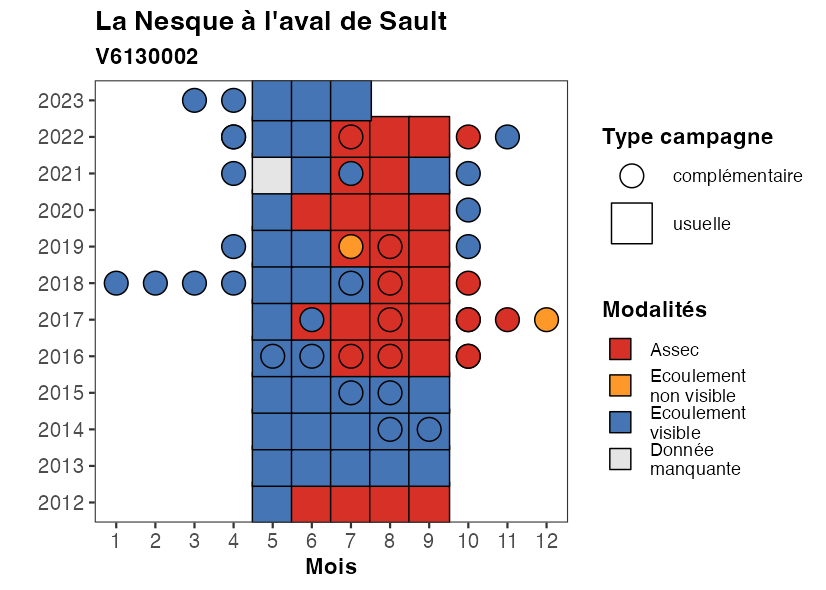 La Nesque à l'aval de Sault
V6130002
2023
2022
2021
2020
2019
2018
2017
2016
2015
2014
2013
2012
1 2 3 4 5 6 7 8 9 10 11 12
Mois
Type campagne
complémentaire
usuelle
Modalités
Assec
Ecoulement
non visible
Ecoulement
visible
Donnée
manquante